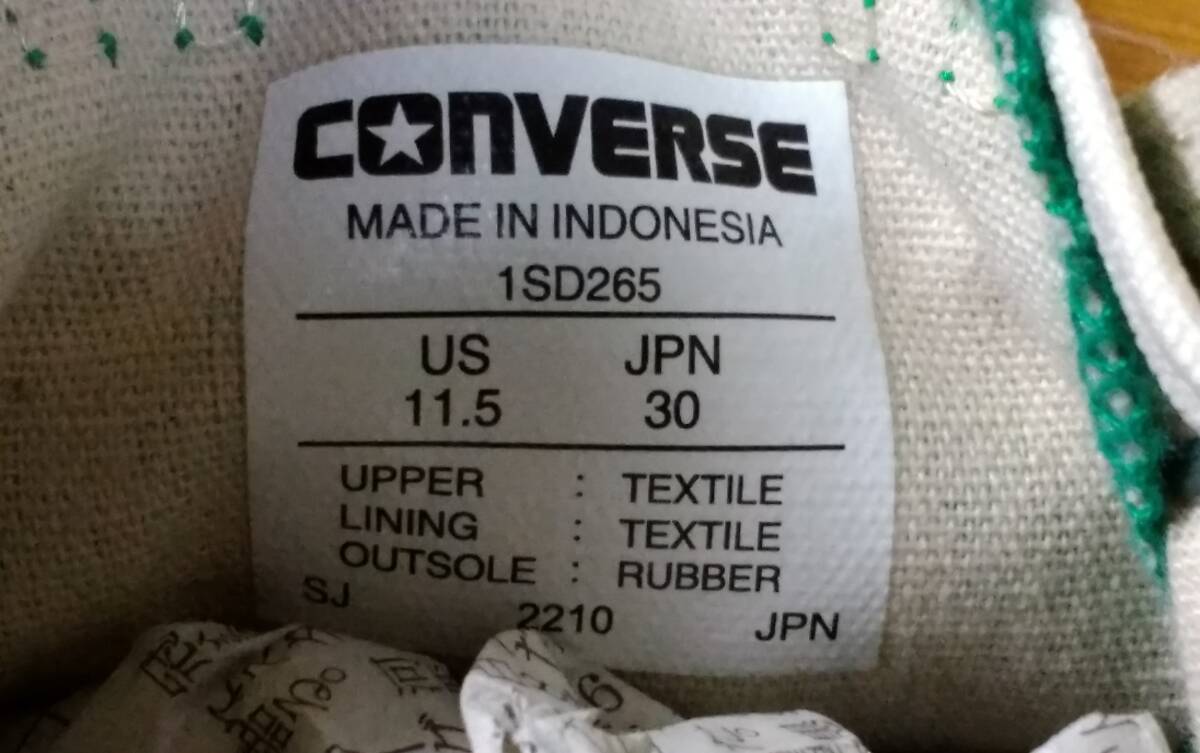 CONVERSE
MADE IN INDONESIA
1SD265
US JPN
11.5 30
UPPER : TEXTILE
LINING : TEXTILE
OUTSOLE : RUBBER
SJ 2210 JPN